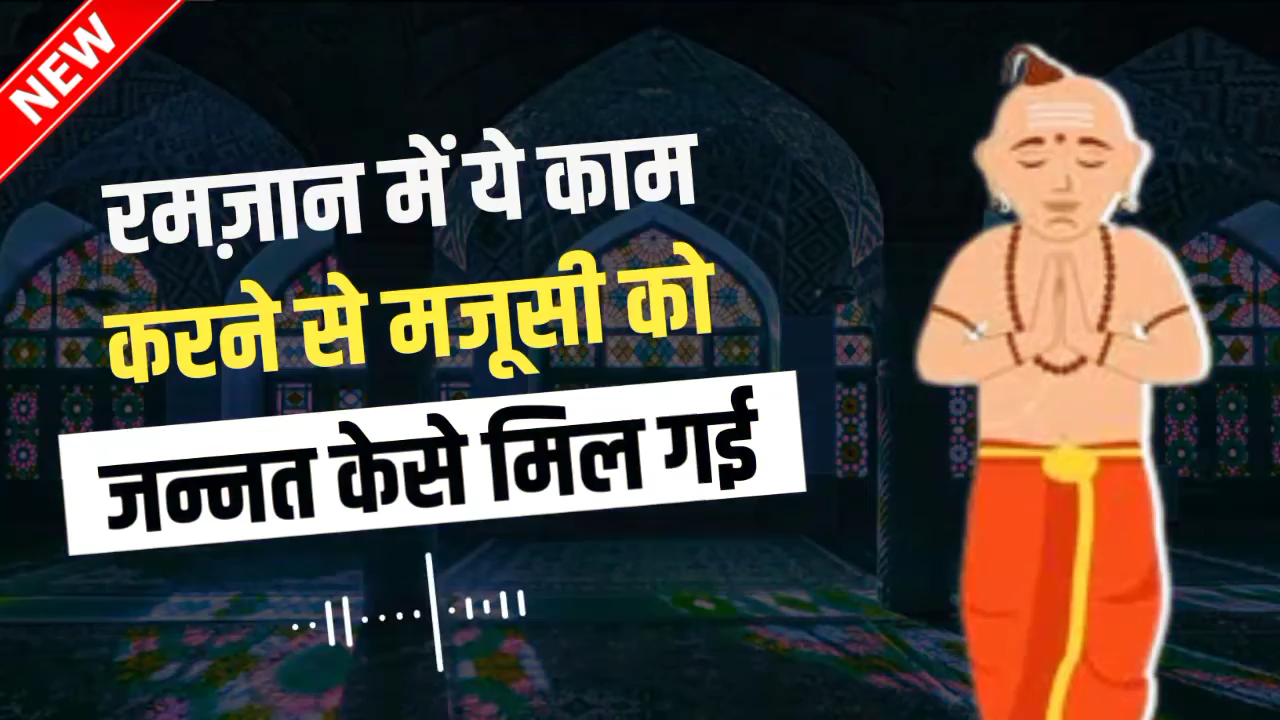 NEW
रमज़ान में ये काम
करने से मजूसी को
जन्नत केसे मिल गई